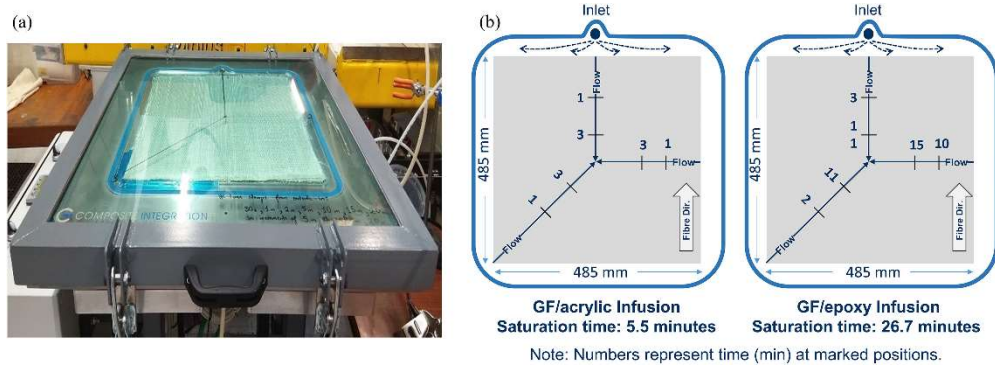 (a)
COMPOSITE INTEGRATION
(b)
Inlet
Flow
1
3
3
1
Flow
3
1
Flow
485 mm
Fibre Dir.
485 mm
GF/acrylic Infusion
Saturation time: 5.5 minutes
Inlet
Flow
3
1
1
15
10
Flow
11
2
Flow
485 mm
Fibre Dir.
485 mm
GF/epoxy Infusion
Saturation time: 26.7 minutes
Note: Numbers represent time (min) at marked positions.